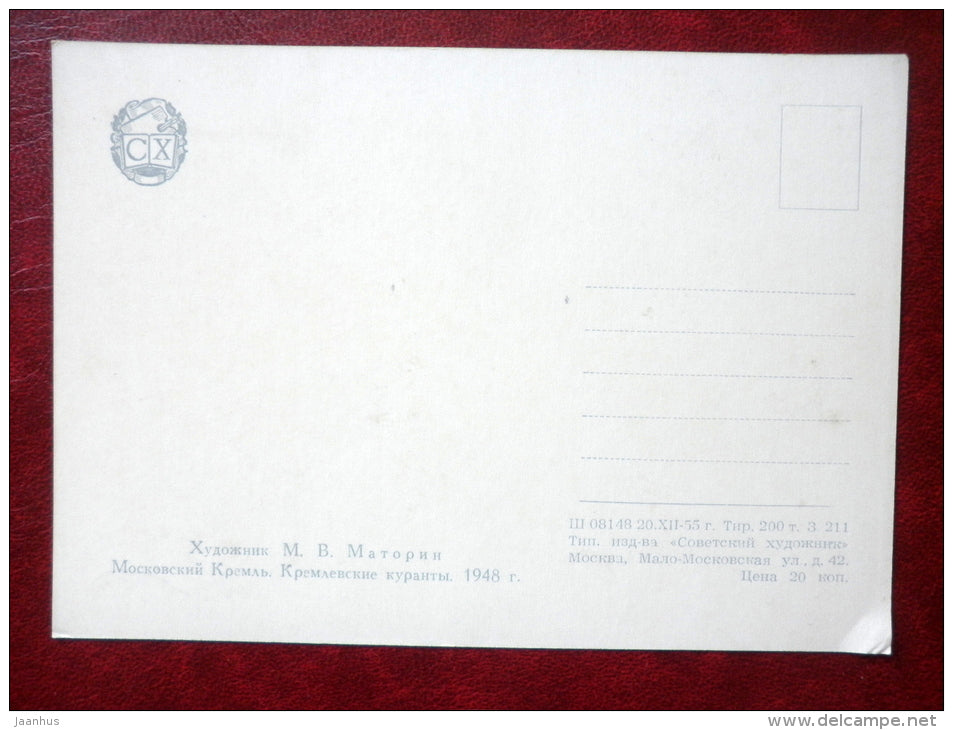 СХ
Художник М. В. Маторин
Московский Кремль. Кремлевские куранты. 1948 г.
Ш 08148 20.XII-55 г. Тир. 200 т. З. 211
Тип. изд-ва «Советский художник»
Москва, Мало-Московская ул., д. 42.
Цена 20 коп.
jaanhus
delcampe.net